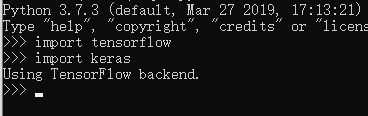 Python 3.7.3 (default, Mar 27 2019, 17:13:21)
Type "help", "copyright", "credits" or "licens
>>> import tensorflow
>>> import keras
Using TensorFlow backend.
>>> _